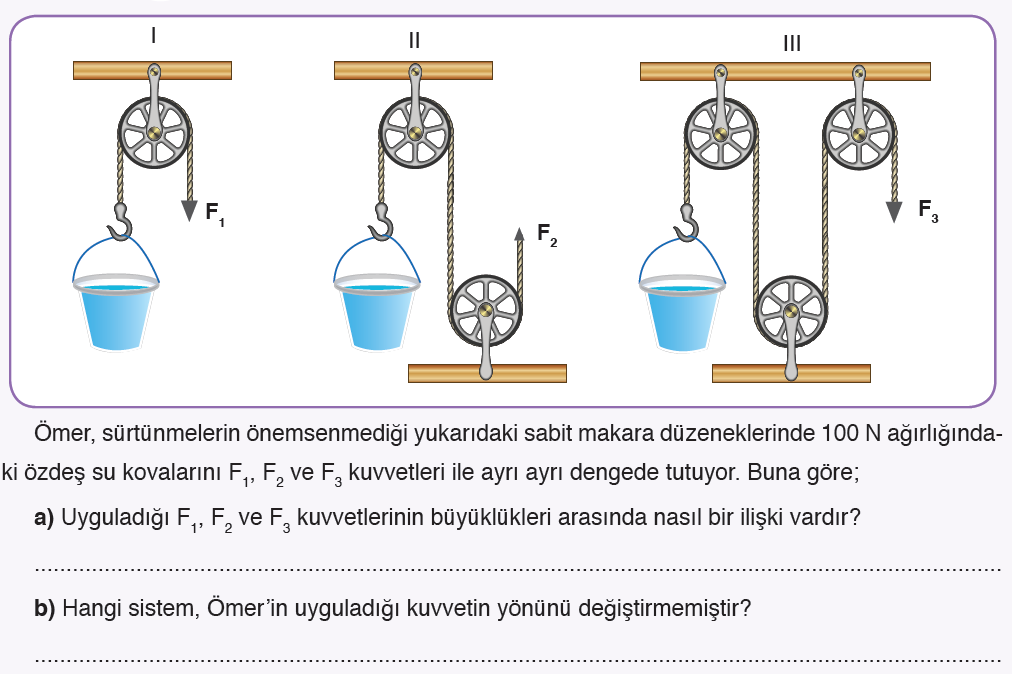 I
II
III
F1
F2
F3
Ömer, sürtünmelerin önemsenmediği yukarıdaki sabit makara düzeneklerinde 100 N ağırlığında-
ki özdeş su kovalarını F1, F2 ve F3 kuvvetleri ile ayrı ayrı dengede tutuyor. Buna göre;
a) Uyguladığı F1, F2 ve F3 kuvvetlerinin büyüklükleri arasında nasıl bir ilişki vardır?
b) Hangi sistem, Ömer’in uyguladığı kuvvetin yönünü değiştirmemiştir?